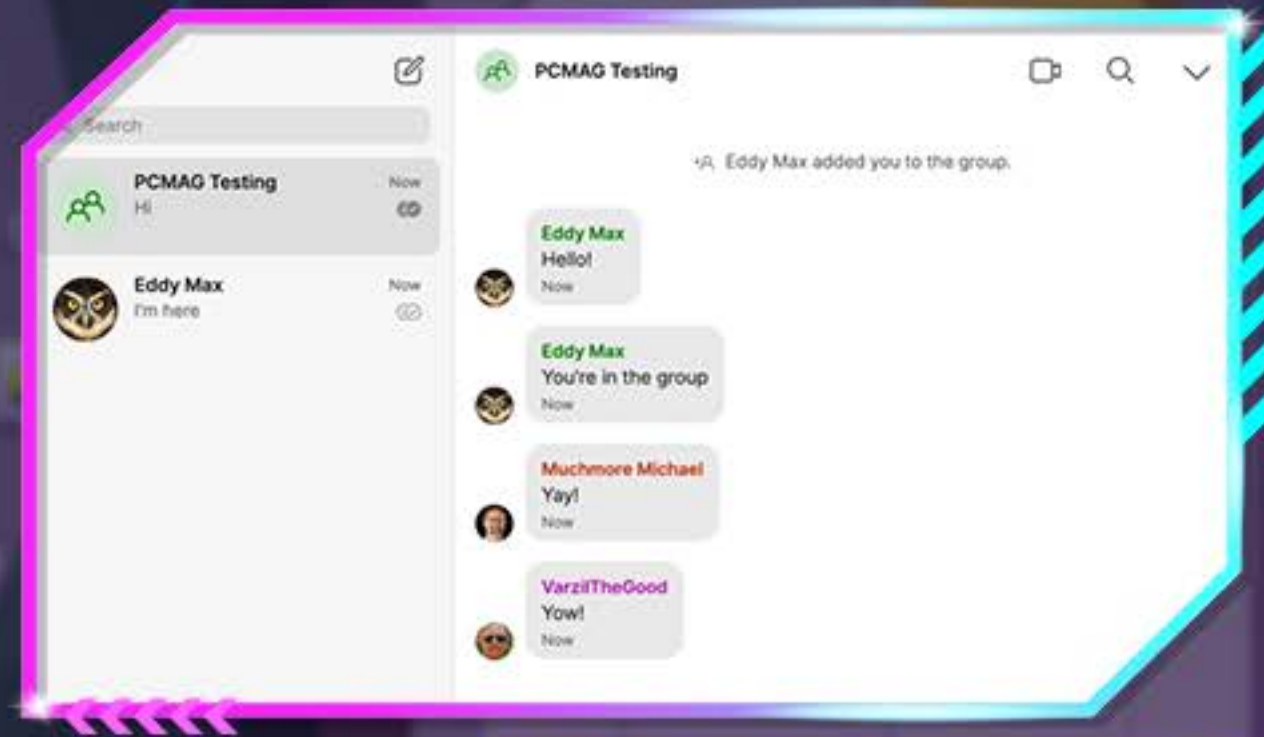 Search
PCMAG Testing
Now
Hi
Eddy Max
Now
I'm here
PCMAG Testing
Eddy Max added you to the group.
Eddy Max
Hello!
Now
Eddy Max
You're in the group
Now
Muchmore Michael
Yay!
Now
VarzilTheGood
Yow!
Now